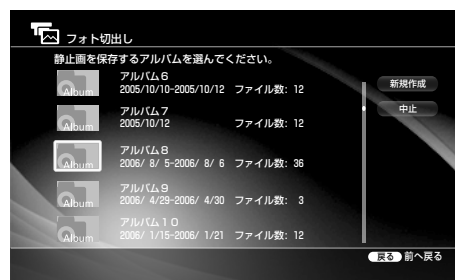 フォト切出し
静止画を保存するアルバムを選んでください。
Album
アルバム6
2005/10/10-2005/10/12 ファイル数: 12
Album
アルバム7
2005/10/12 ファイル数: 12
Album
アルバム8
2006/ 8/ 5-2006/ 8/ 6 ファイル数: 36
Album
アルバム9
2006/ 4/29-2006/ 4/30 ファイル数: 3
Album
アルバム10
2006/ 1/15-2006/ 1/21 ファイル数: 12
新規作成
中止
戻る 前へ戻る